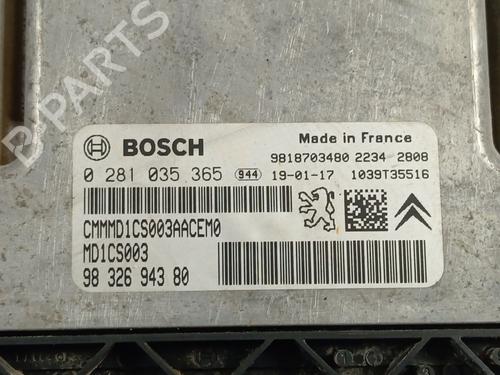 B-PARTS
BOSCH
Made in France
9818703480 2234 2808
0 281 035 365 944 19-01-17 1039T35516
CMMMD1CS003AACEM0
MD1CS003
98 326 943 80